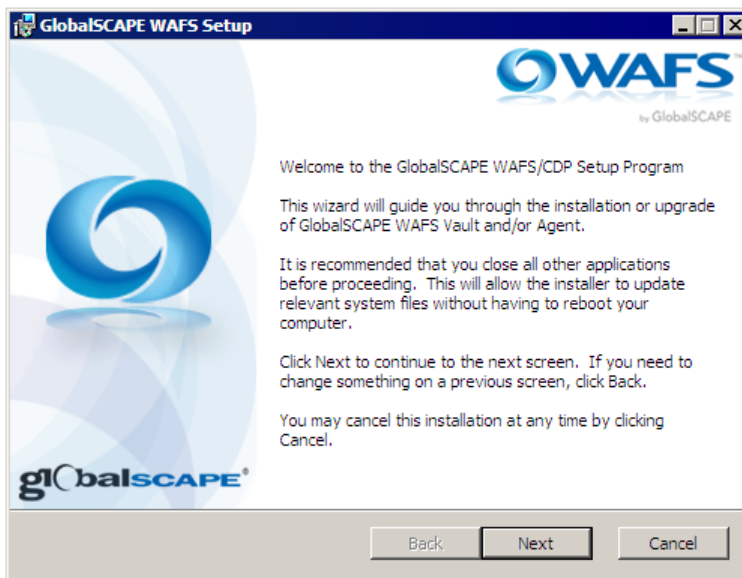 GlobalSCAPE WAFS Setup
WAFS™
by GlobalSCAPE
Welcome to the GlobalSCAPE WAFS/CDP Setup Program
This wizard will guide you through the installation or upgrade
of GlobalSCAPE WAFS Vault and/or Agent.
It is recommended that you close all other applications
before proceeding.  This will allow the installer to update
relevant system files without having to reboot your
computer.
Click Next to continue to the next screen.  If you need to
change something on a previous screen, click Back.
You may cancel this installation at any time by clicking
Cancel.
globalSCAPE®
Back Next Cancel